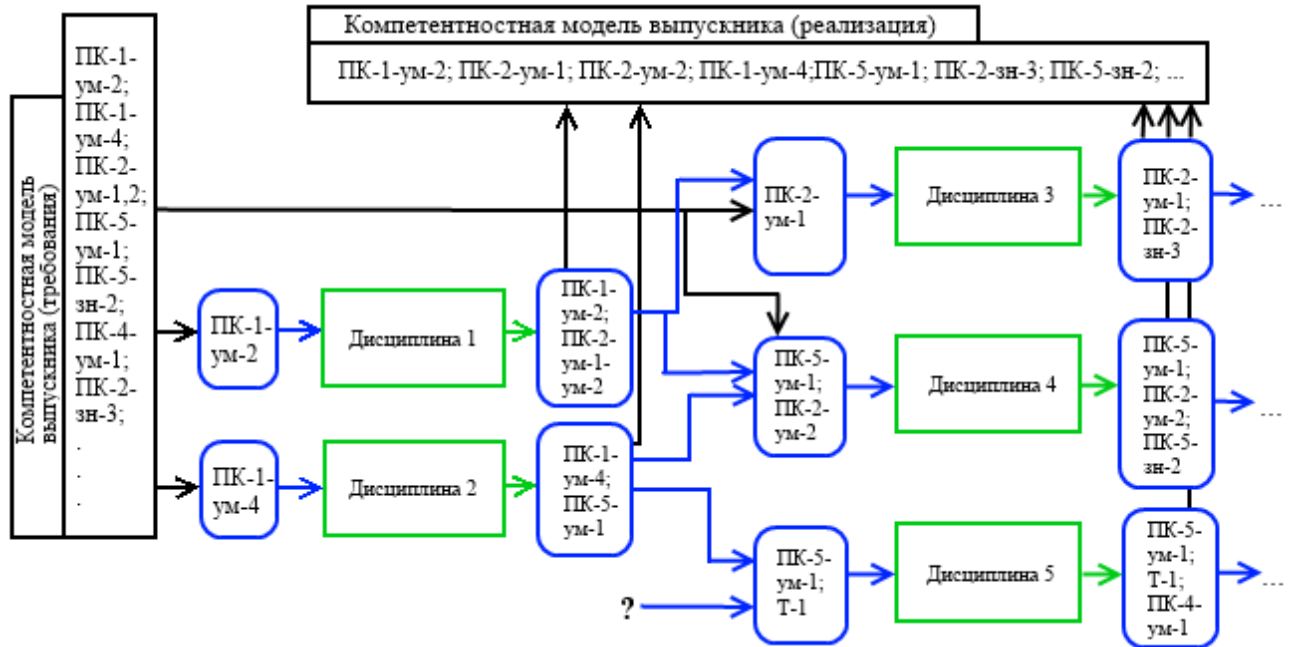 Компетентностная модель выпускника (реализация)
ПК-1-ум-2; ПК-2-ум-1; ПК-2-ум-2; ПК-1-ум-4;ПК-5-ум-1; ПК-2-зн-3; ПК-5-зн-2; ...
Компетентностная модель
выпускника (требования)
ПК-1-
ум-2;
ПК-1-
ум-4;
ПК-2-
ум-1,2;
ПК-5-
ум-1;
ПК-5-
зн-2;
ПК-4-
ум-1;
ПК-2-
зн-3;
.
.
.
ПК-1-
ум-2
Дисциплина 1
ПК-1-
ум-2;
ПК-2-
ум-1-
ум-2
ПК-1-
ум-4
Дисциплина 2
ПК-1-
ум-4;
ПК-5-
ум-1
?
ПК-2-
ум-1
Дисциплина 3
ПК-2-
ум-1;
ПК-2-
зн-3
...
ПК-5-
ум-1;
ПК-2-
ум-2
Дисциплина 4
ПК-5-
ум-1;
ПК-2-
ум-2;
ПК-5-
зн-2
...
ПК-5-
ум-1;
Т-1
Дисциплина 5
ПК-5-
ум-1;
Т-1;
ПК-4-
ум-1
...